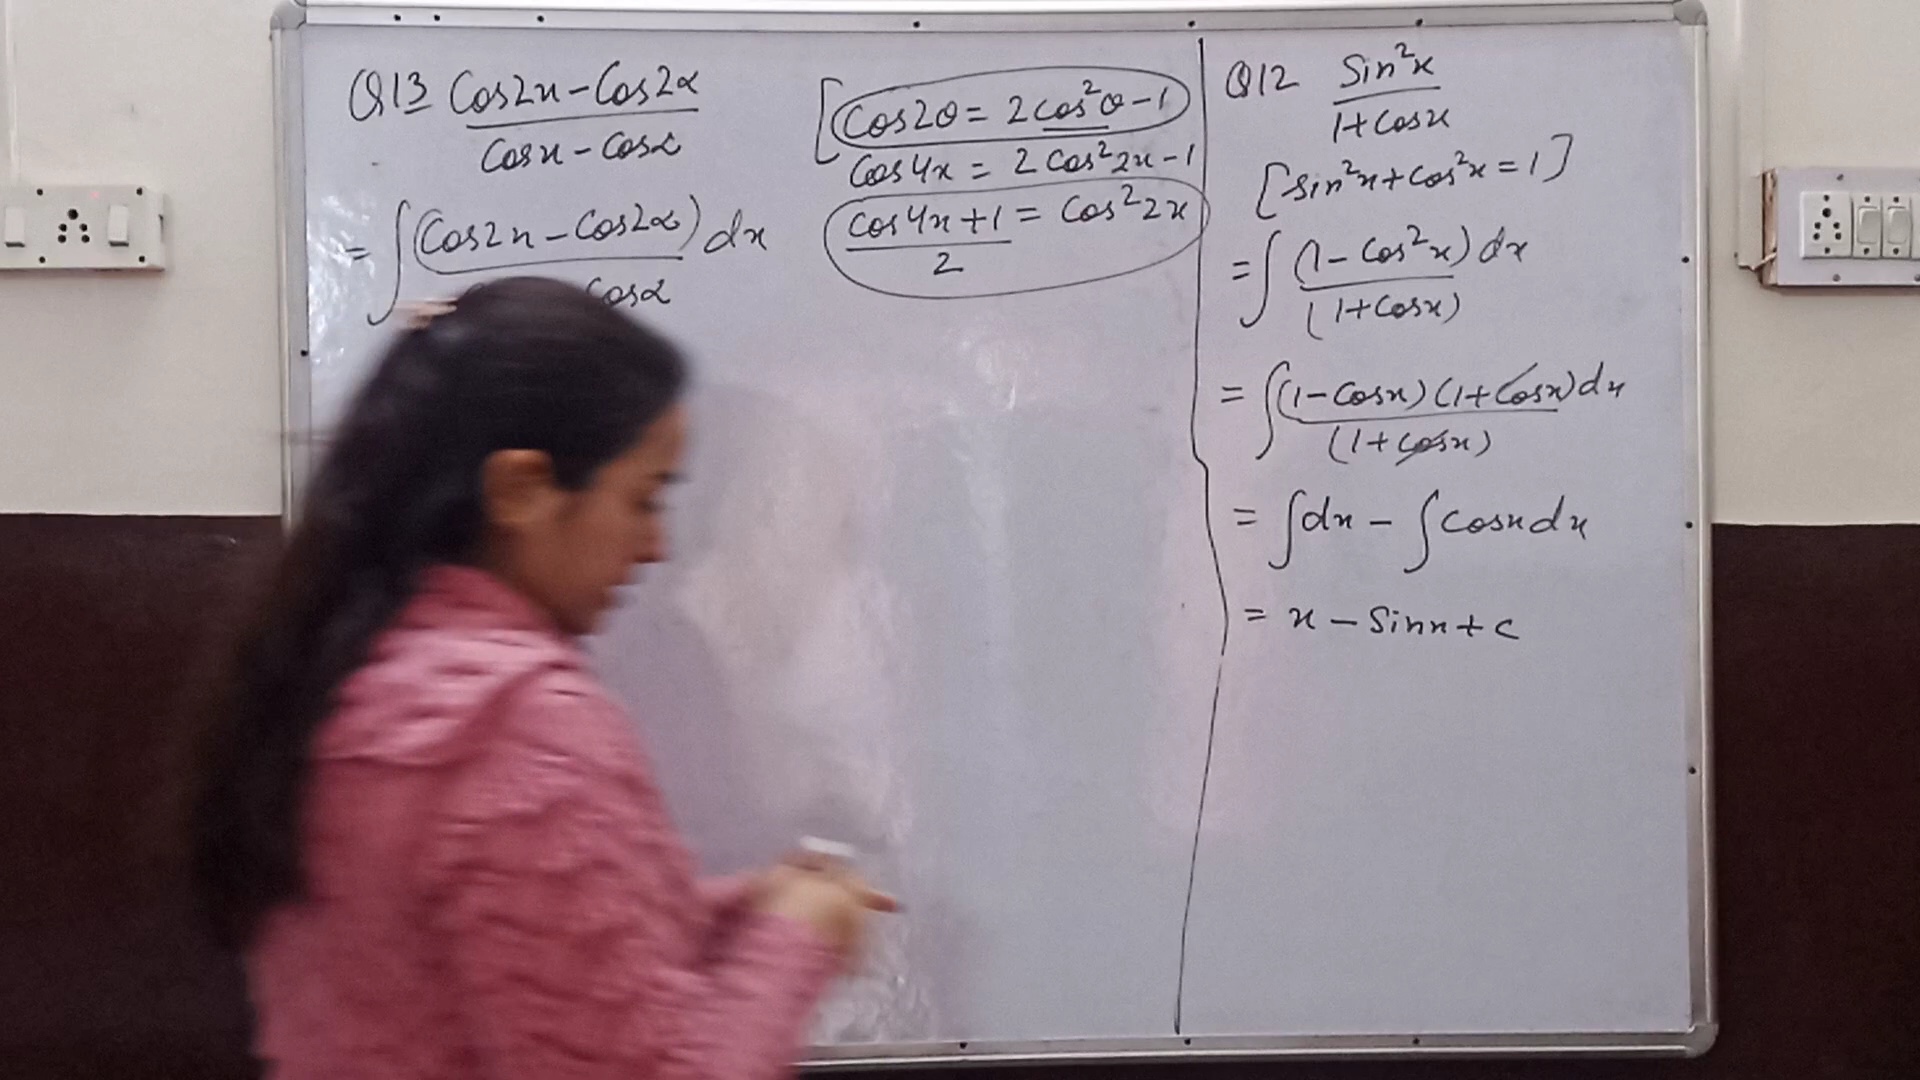 Q13 Cos2x - Cos2α
Cosx - Cosα
= ∫ (Cos2x - Cos2α) dx
Cosα
[Cos2θ = 2cos²θ - 1
Cos4x = 2 Cos²2x - 1
Cos4x + 1 = Cos²2x
2
Q12 Sin²x
1 + Cosx
[Sin²x + Cos²x = 1]
= ∫ (1 - Cos²x) dx
(1 + Cosx)
= ∫ (1 - Cosx) (1 + Cosx) dx
(1 + Cosx)
= ∫ dx - ∫ Cosx dx
= x - Sinx + c